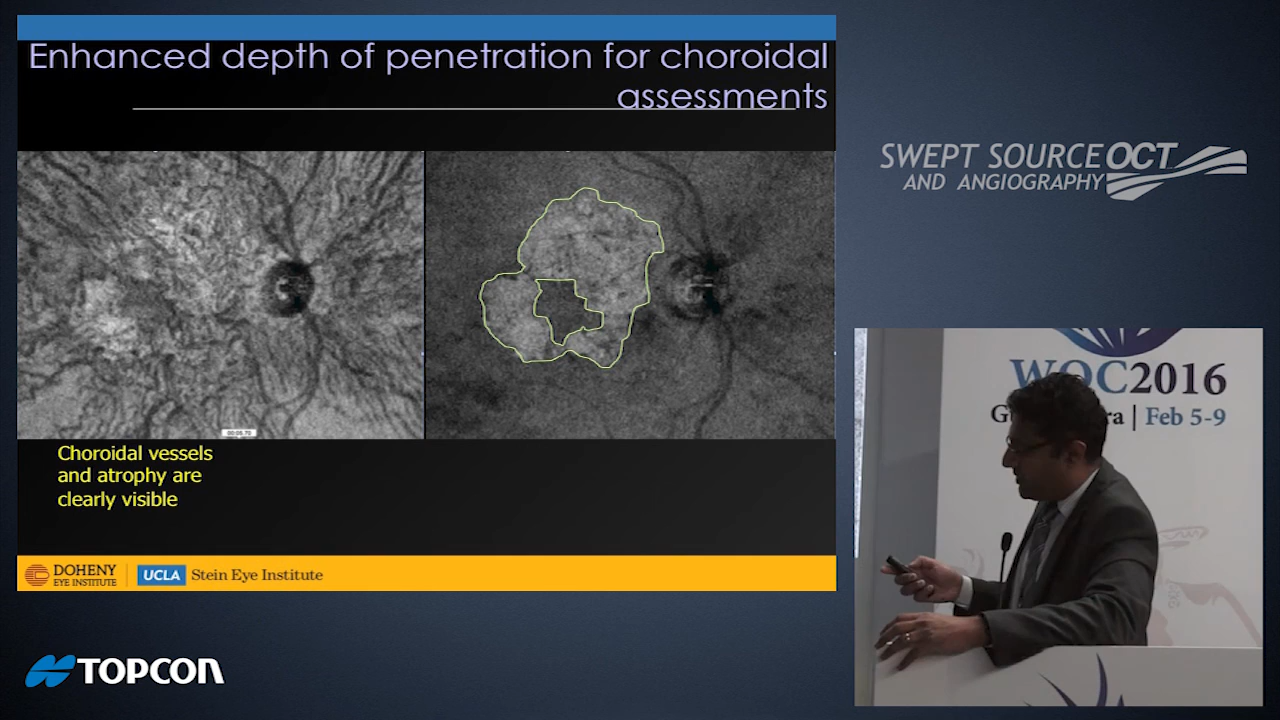 Enhanced depth of penetration for choroidal
assessments
SWEPT SOURCE OCT
AND ANGIOGRAPHY
WOC2016
Feb 5-9
Choroidal vessels
and atrophy are
clearly visible
DOHENY
EYE INSTITUTE
UCLA Stein Eye Institute
TOPCON